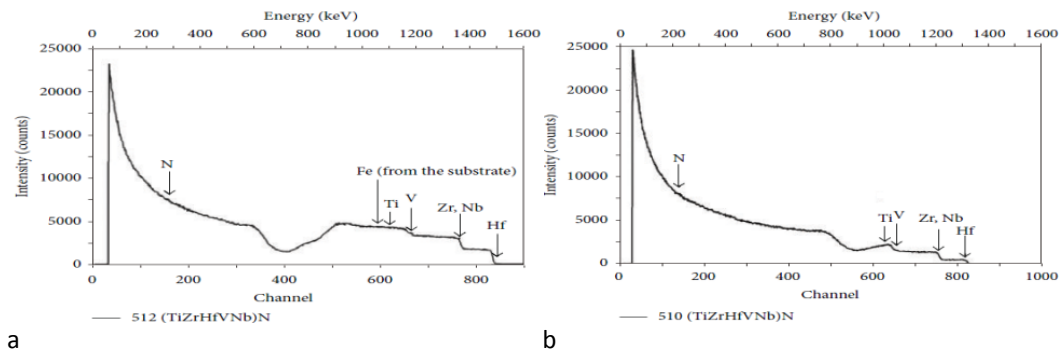 Energy (keV)
0 200 400 600 800 1000 1200 1400 1600
25000
20000
15000
10000
5000
0
Intensity (counts)
N
Fe (from the substrate)
Ti V
Zr, Nb
Hf
0 200 400 600 800
Channel
512 (TiZrHfVNb)N
a
Energy (keV)
0 200 400 600 800 1000 1200 1400 1600
25000
20000
15000
10000
5000
0
Intensity (counts)
N
Ti V Zr, Nb
Hf
0 200 400 600 800 1000
Channel
510 (TiZrHfVNb)N
b